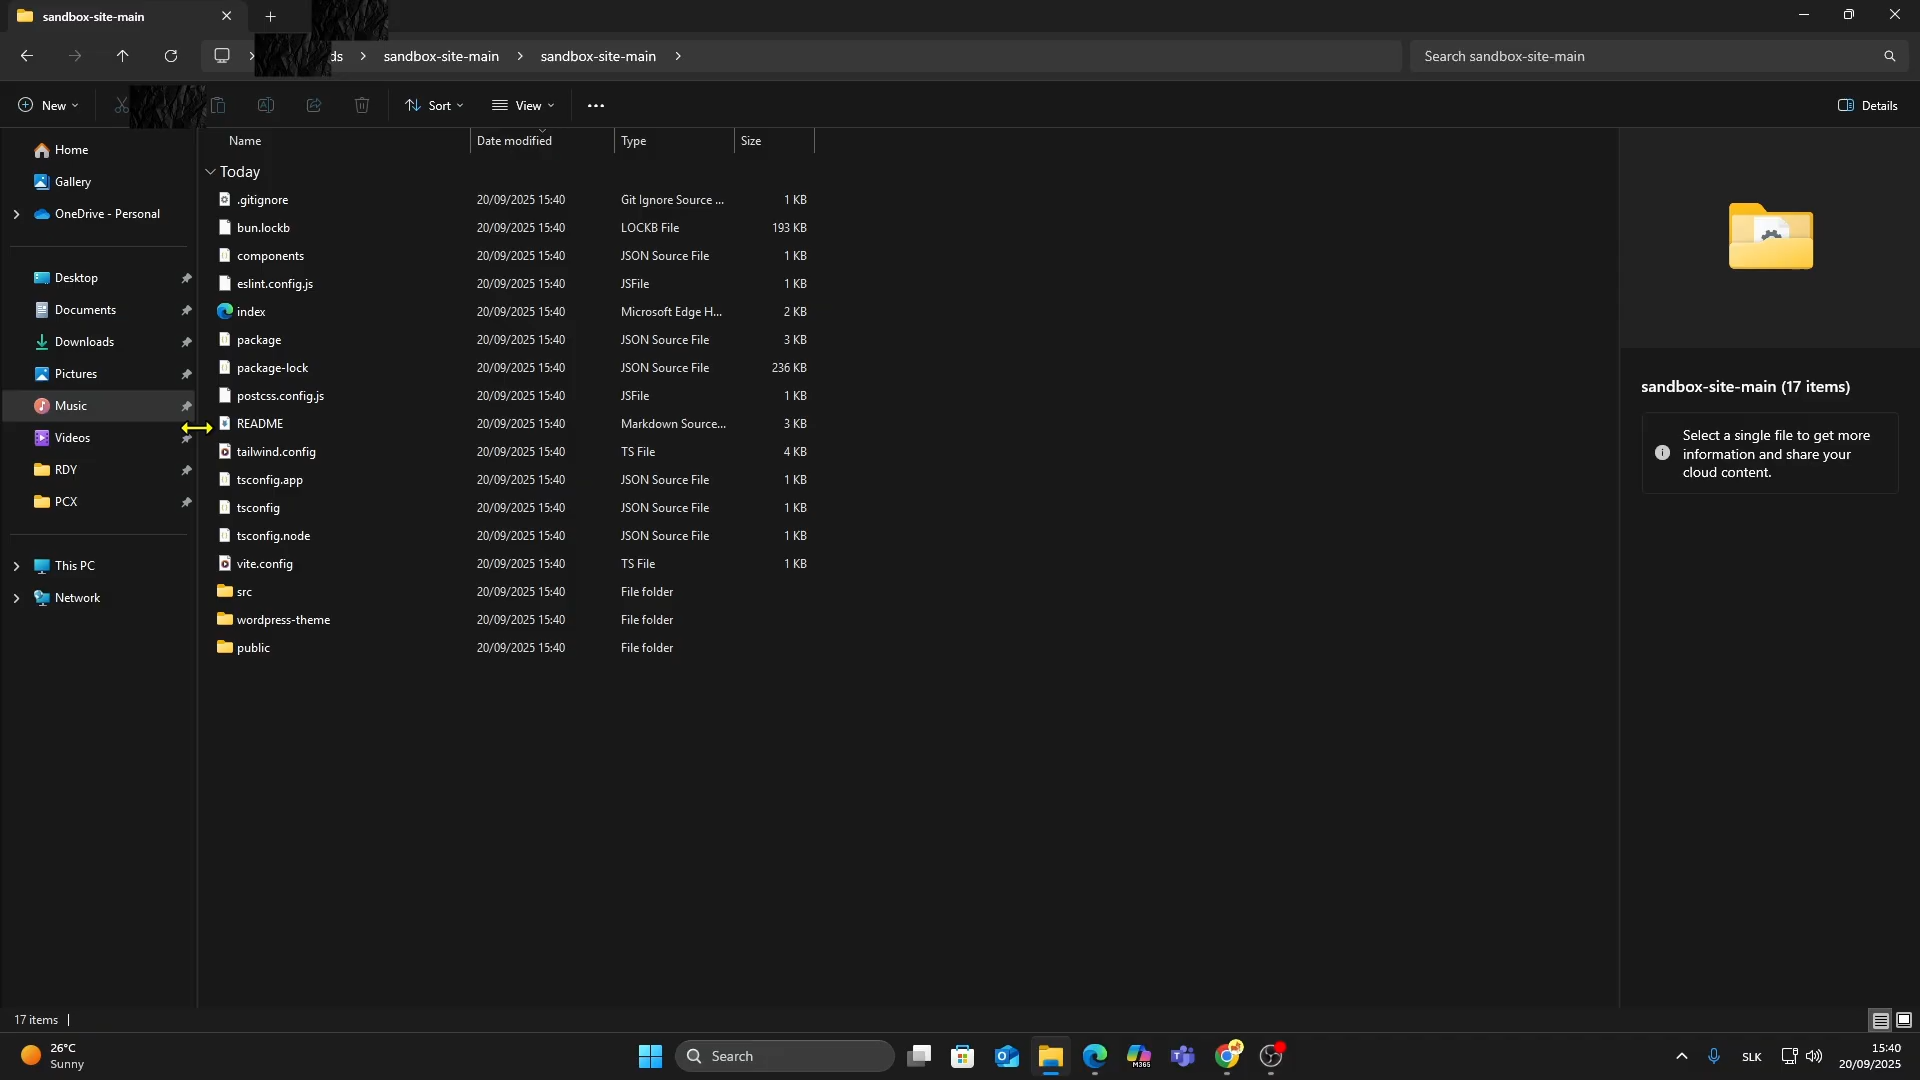 sandbox-site-main
ds > sandbox-site-main > sandbox-site-main >
Search sandbox-site-main
New
Sort
View
Details
Name Date modified Type Size
Home
Gallery
OneDrive - Personal
Desktop
Documents
Downloads
Pictures
Music
Videos
RDY
PCX
This PC
Network
Today
.gitignore 20/09/2025 15:40 Git Ignore Source ... 1 KB
bun.lockb 20/09/2025 15:40 LOCKB File 193 KB
components 20/09/2025 15:40 JSON Source File 1 KB
eslint.config.js 20/09/2025 15:40 JSFile 1 KB
index 20/09/2025 15:40 Microsoft Edge H... 2 KB
package 20/09/2025 15:40 JSON Source File 3 KB
package-lock 20/09/2025 15:40 JSON Source File 236 KB
postcss.config.js 20/09/2025 15:40 JSFile 1 KB
README 20/09/2025 15:40 Markdown Source... 3 KB
tailwind.config 20/09/2025 15:40 TS File 4 KB
tsconfig.app 20/09/2025 15:40 JSON Source File 1 KB
tsconfig 20/09/2025 15:40 JSON Source File 1 KB
tsconfig.node 20/09/2025 15:40 JSON Source File 1 KB
vite.config 20/09/2025 15:40 TS File 1 KB
src 20/09/2025 15:40 File folder
wordpress-theme 20/09/2025 15:40 File folder
public 20/09/2025 15:40 File folder
sandbox-site-main (17 items)
Select a single file to get more
information and share your
cloud content.
17 items
26°C
Sunny
Search
M365
SLK
15:40
20/09/2025